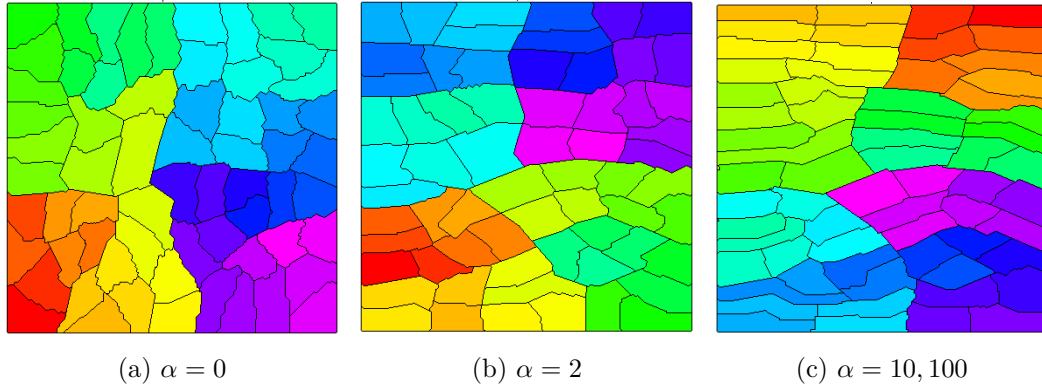 (a) α = 0
(b) α = 2
(c) α = 10, 100